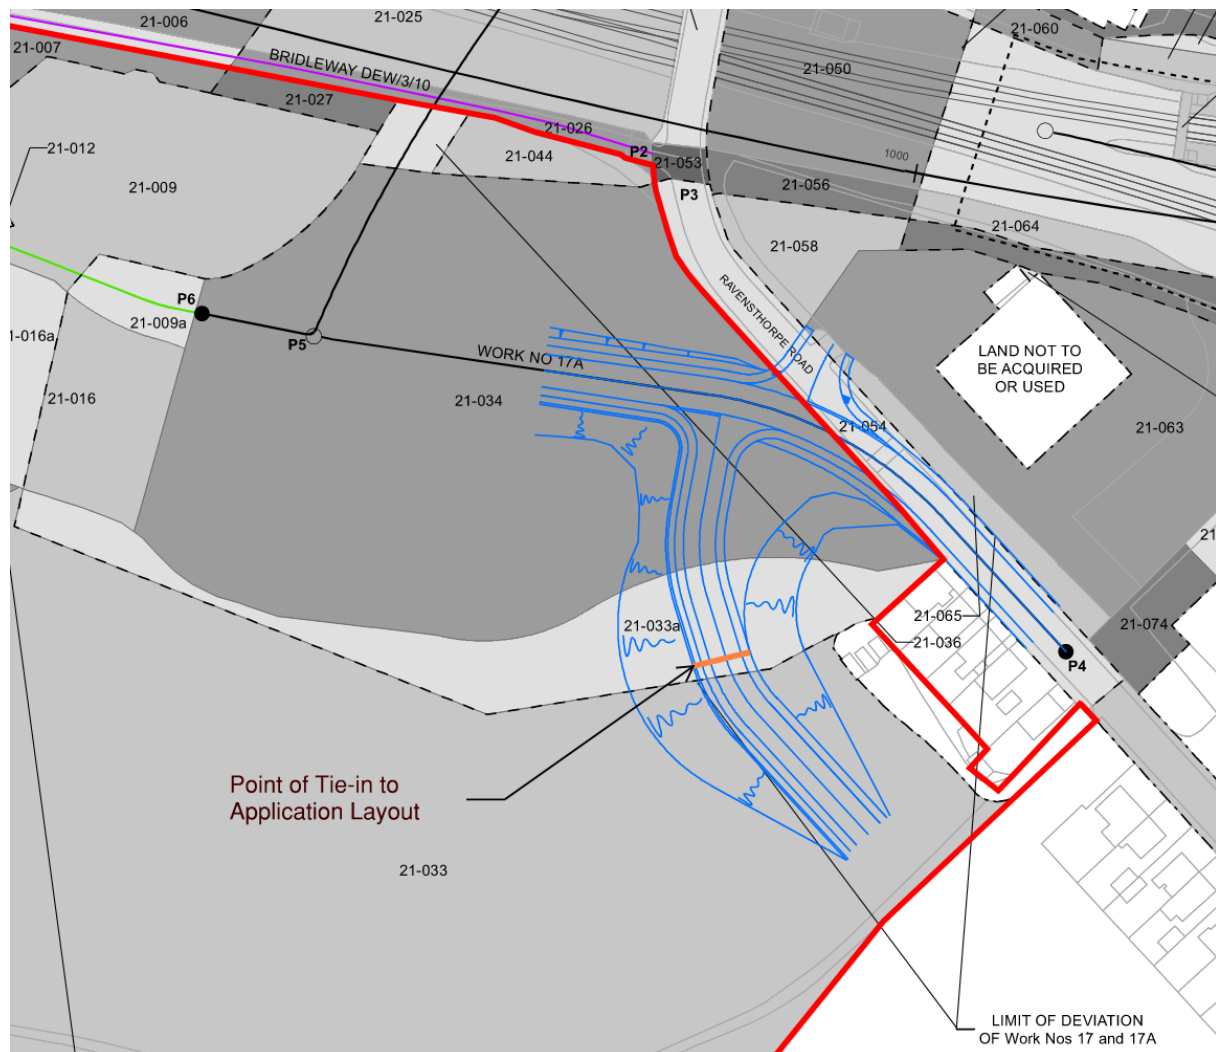 21-006
21-025
21-060
21-007
BRIDLEWAY DEW/3/10
21-050
21-027
21-026
21-012
P2
21-044
21-053
1000
21-009
P3
21-056
21-064
21-058
RAVENSTHORPE ROAD
P6
21-009a
P5
1-016a
WORK NO 17A
LAND NOT TO
BE ACQUIRED
OR USED
21-016
21-034
21-054
21-063
21
21-033a
21-065
21-036
21-074
P4
Point of Tie-in to
Application Layout
21-033
LIMIT OF DEVIATION
OF Work Nos 17 and 17A